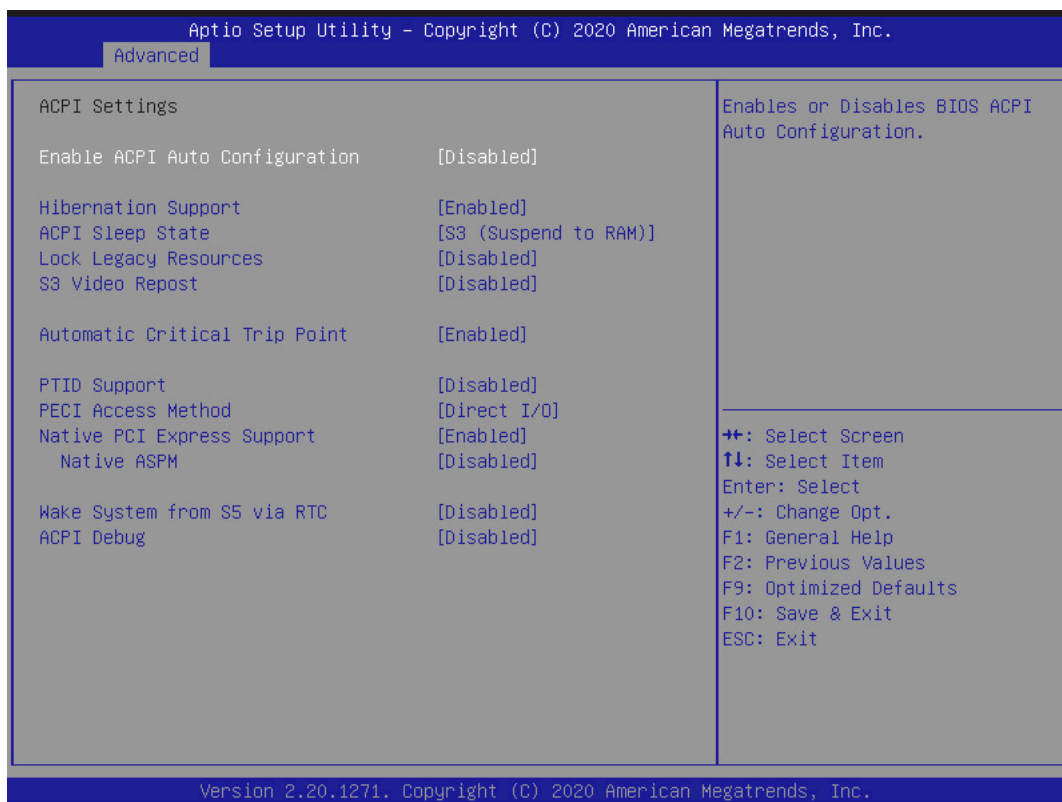 Aptio Setup Utility – Copyright (C) 2020 American Megatrends, Inc.
Advanced
ACPI Settings
Enable ACPI Auto Configuration [Disabled]
Hibernation Support [Enabled]
ACPI Sleep State [S3 (Suspend to RAM)]
Lock Legacy Resources [Disabled]
S3 Video Repost [Disabled]
Automatic Critical Trip Point [Enabled]
PTID Support [Disabled]
PECI Access Method [Direct I/O]
Native PCI Express Support [Enabled]
Native ASPM [Disabled]
Wake System from S5 via RTC [Disabled]
ACPI Debug [Disabled]
Enables or Disables BIOS ACPI
Auto Configuration.
→←: Select Screen
↑↓: Select Item
Enter: Select
+/-: Change Opt.
F1: General Help
F2: Previous Values
F9: Optimized Defaults
F10: Save & Exit
ESC: Exit
Version 2.20.1271. Copyright (C) 2020 American Megatrends, Inc.